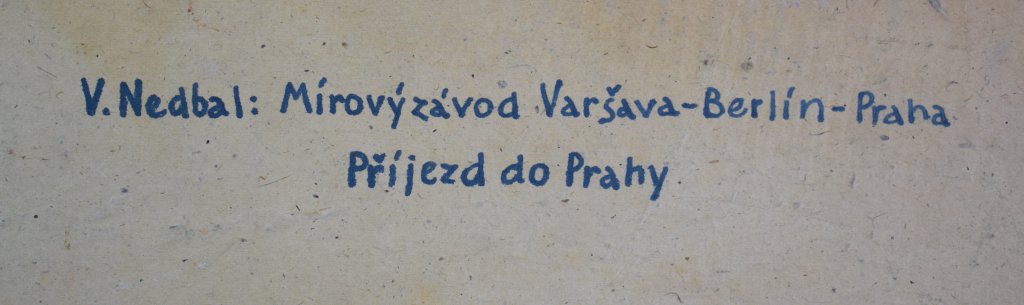 V. Nedbal: Mírovýzávod Varšava-Berlín-Praha
Příjezd do Prahy